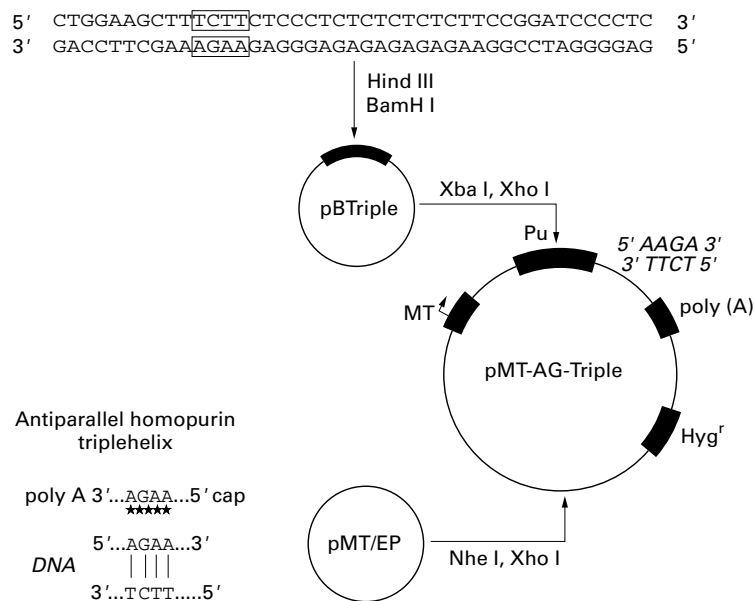 5′ CTGGAAGCTTTCTTCTCCCTCTCTCTCTCTTCCGGATCCCCTC 3′
3′ GACCTTCGAAAGAAGAGGGAGAGAGAGAGAAGGCCTAGGGGAG 5′
Hind III
BamH I
pBTriple
Xba I, Xho I
Pu
5′ AAGA 3′
3′ TTCT 5′
MT
poly (A)
pMT-AG-Triple
Hygʳ
Antiparallel homopurin
triplehelix
poly A 3′...AGAA...5′ cap
★★★★★
5′...AGAA...3′
DNA
3′...TCTT.....5′
pMT/EP
Nhe I, Xho I